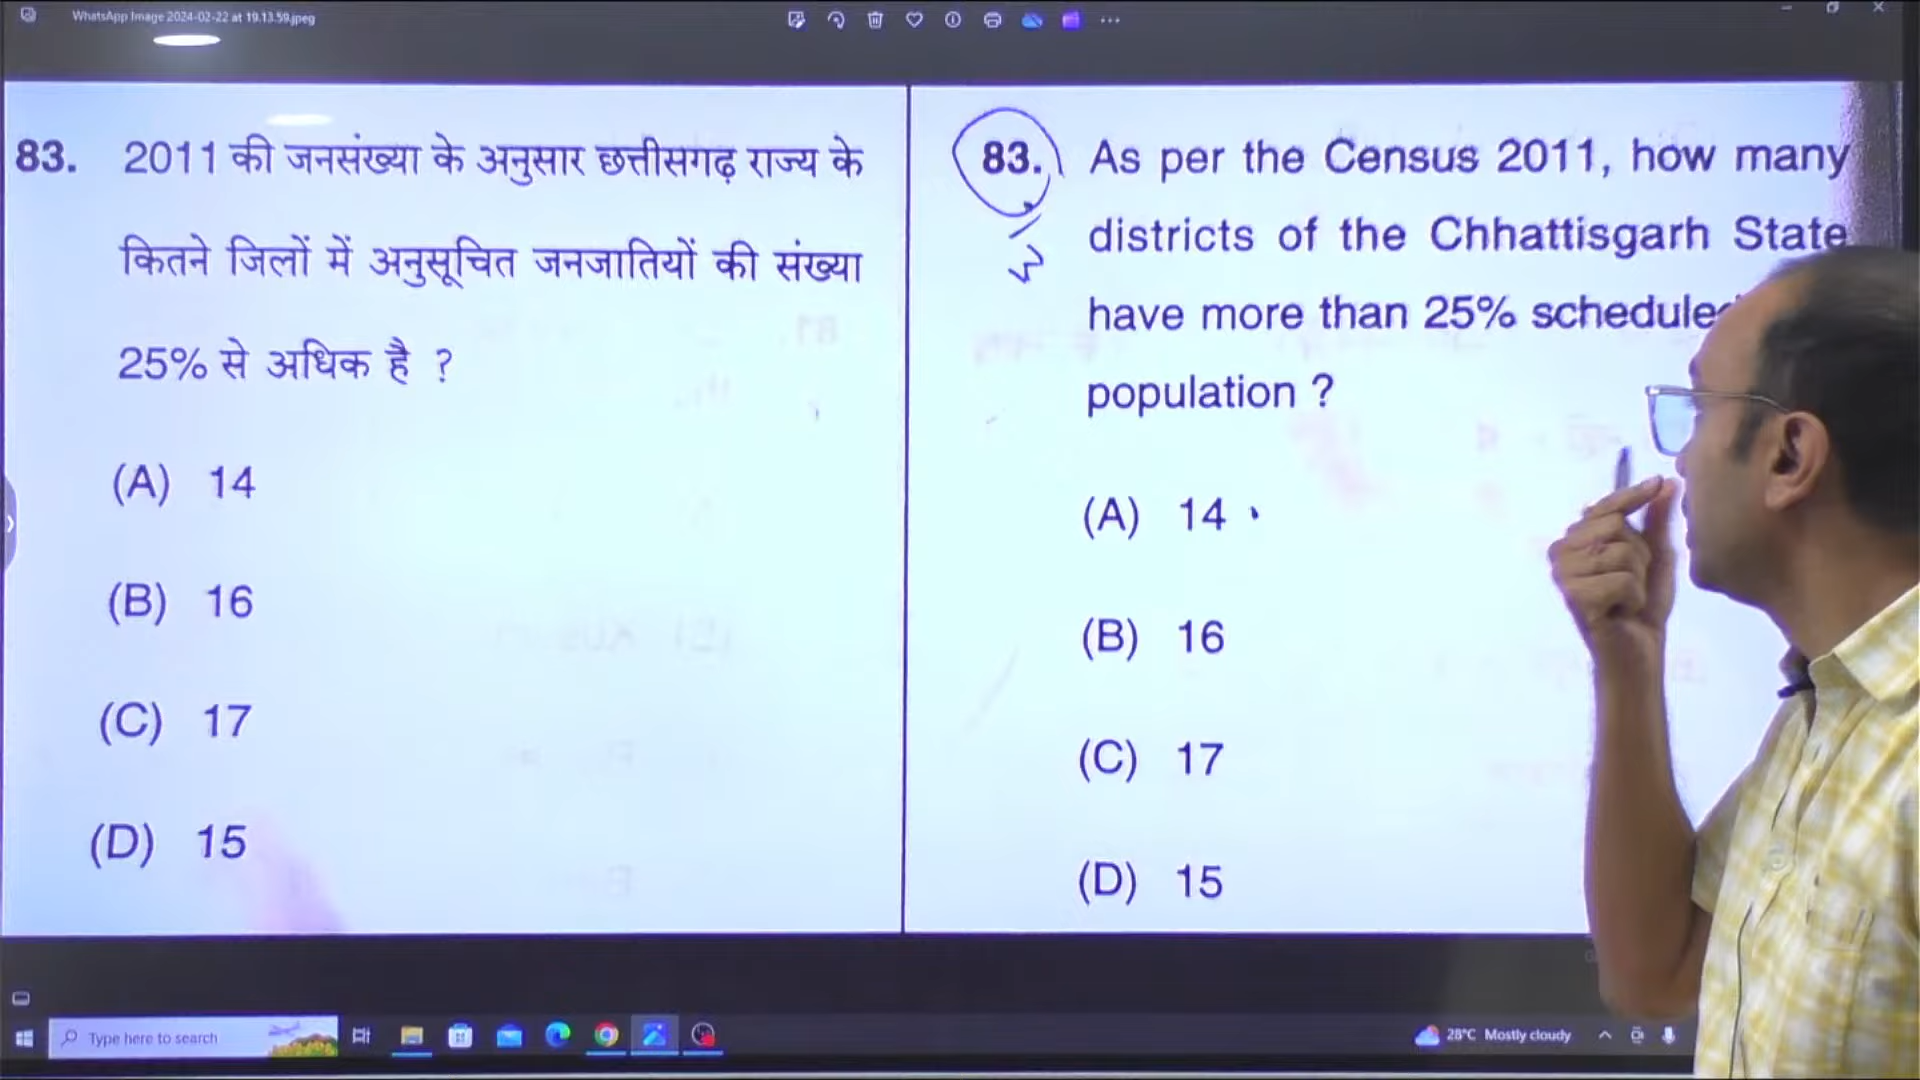 WhatsApp Image 2024-02-22 at 19.13.59.jpeg
83. 2011 की जनसंख्या के अनुसार छत्तीसगढ़ राज्य के
कितने जिलों में अनुसूचित जनजातियों की संख्या
25% से अधिक है ?
(A) 14
(B) 16
(C) 17
(D) 15
83. As per the Census 2011, how many
districts of the Chhattisgarh State
have more than 25%
population ?
(A) 14
(B) 16
(C) 17
(D) 15
Type here to search
28°C Mostly cloudy